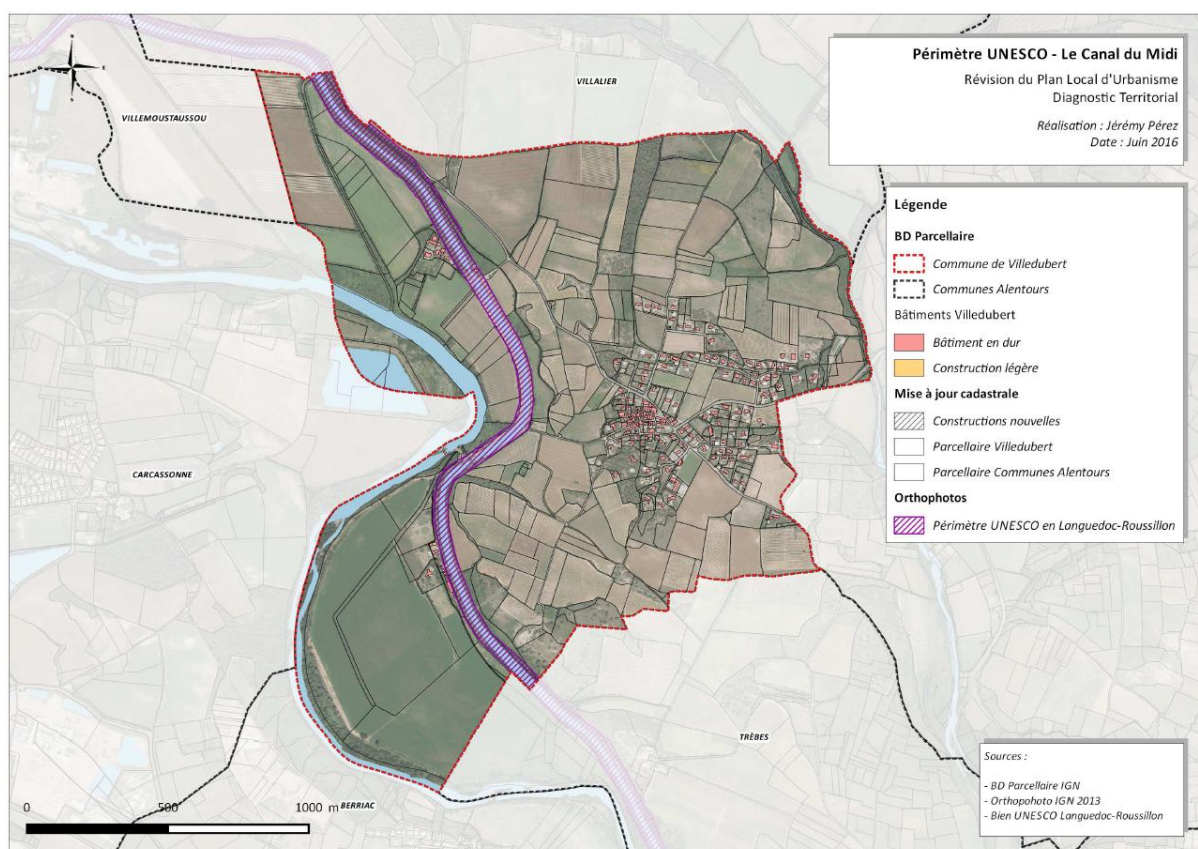 Périmètre UNESCO - Le Canal du Midi
Révision du Plan Local d'Urbanisme
Diagnostic Territorial
Réalisation : Jérémy Pérez
Date : Juin 2016
N
E
S
VILLALIER
VILLEMOUSTAUSSOU
CARCASSONNE
TRÈBES
BERRIAC
Légende
BD Parcellaire
Commune de Villedubert
Communes Alentours
Bâtiments Villedubert
Bâtiment en dur
Construction légère
Mise à jour cadastrale
Constructions nouvelles
Parcellaire Villedubert
Parcellaire Communes Alentours
Orthophotos
Périmètre UNESCO en Languedoc-Roussillon
0 500 1000 m
Sources :
- BD Parcellaire IGN
- Orthopohoto IGN 2013
- Bien UNESCO Languedoc-Roussillon